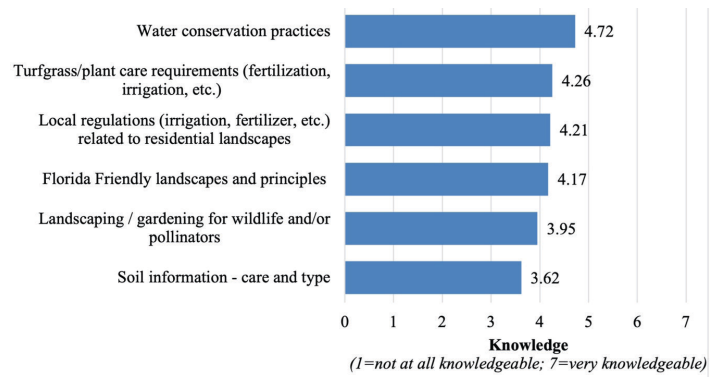 Water conservation practices
4.72
Turfgrass/plant care requirements (fertilization,
irrigation, etc.)
4.26
Local regulations (irrigation, fertilizer, etc.)
related to residential landscapes
4.21
Florida Friendly landscapes and principles
4.17
Landscaping / gardening for wildlife and/or
pollinators
3.95
Soil information - care and type
3.62
0 1 2 3 4 5 6 7
Knowledge
(1=not at all knowledgeable; 7=very knowledgeable)